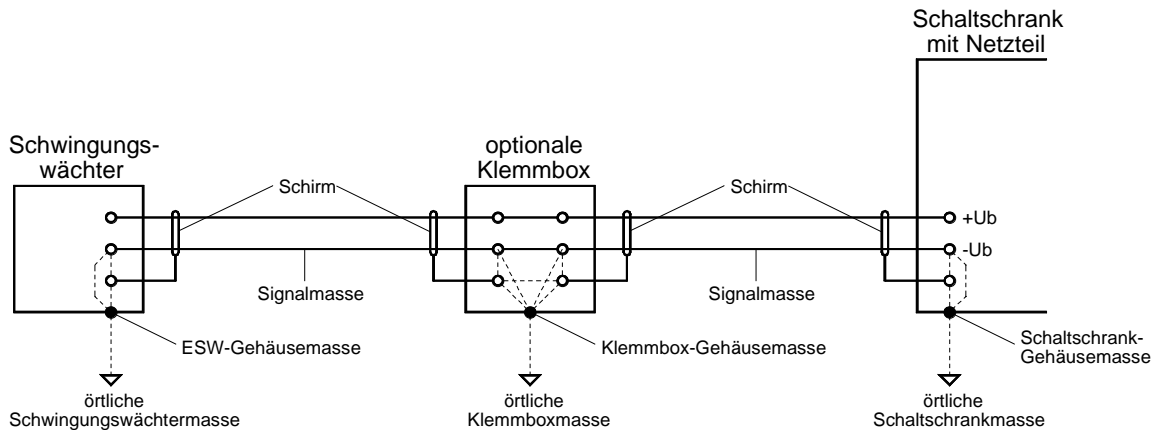 Schaltschrank
mit Netzteil
Schwingungs-
wächter
optionale
Klemmbox
Schirm
Schirm
+Ub
-Ub
Signalmasse
Signalmasse
ESW-Gehäusemasse
Klemmbox-Gehäusemasse
Schaltschrank-
Gehäusemasse
örtliche
Schwingungswächtermasse
örtliche
Klemmboxmasse
örtliche
Schaltschrankmasse